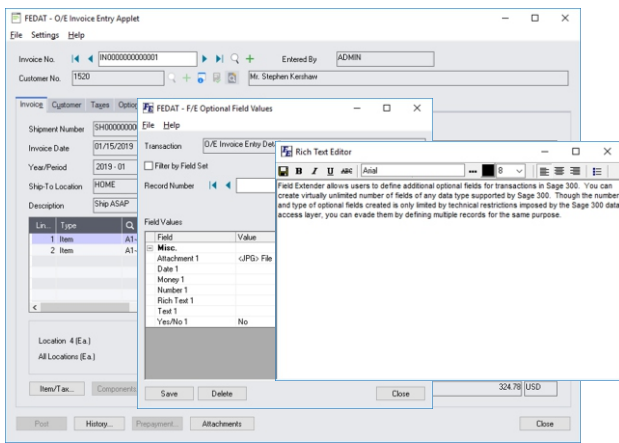 FEDAT - O/E Invoice Entry Applet
File Settings Help
Invoice No. IN0000000000001 Entered By ADMIN
Customer No. 1520 Mr. Stephen Kershaw
Invoice Customer Taxes
Shipment Number
Invoice Date 01/15/2019
Year/Period 2019 - 01
Ship-To Location HOME
Description Ship ASAP
Lin... Type
1 Item A1-
2 Item A1-
Location 4 (Ea.)
All Locations (Ea.)
Item/Tax... Components
324.78 USD
Post History... Prepayment... Attachments Close
FEDAT - F/E Optional Field Values
File Help
Transaction O/E Invoice Entry
Filter by Field Set
Record Number
Field Values
Field Value
Misc.
Attachment 1 <JPG> File
Date 1
Money 1
Number 1
Rich Text 1
Text 1
Yes/No 1 No
Save Delete Close
Rich Text Editor
B I U ABC Arial ... 8
Field Extender allows users to define additional optional fields for transactions in Sage 300. You can
create virtually unlimited number of fields of any data type supported by Sage 300. Though the number
and type of optional fields created is only limited by technical restrictions imposed by the Sage 300 data
access layer, you can evade them by defining multiple records for the same purpose.